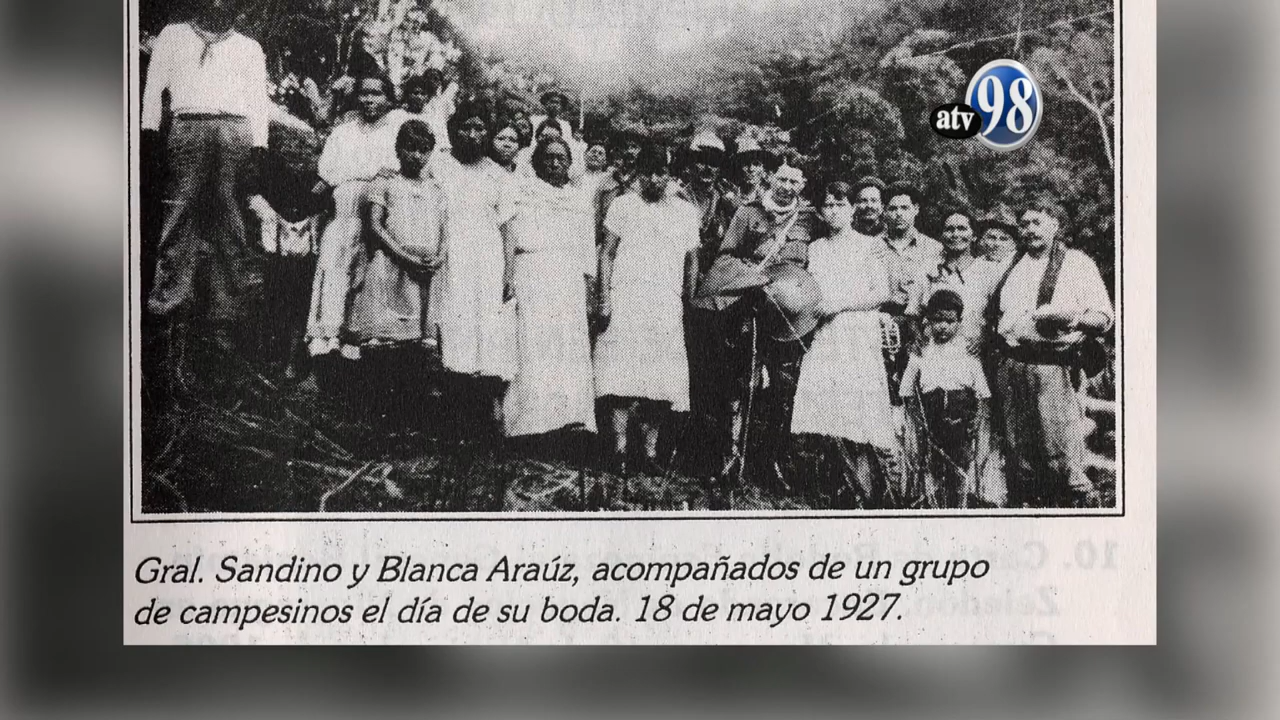 atv 98
Gral. Sandino y Blanca Araúz, acompañados de un grupo
de campesinos el día de su boda. 18 de mayo 1927.